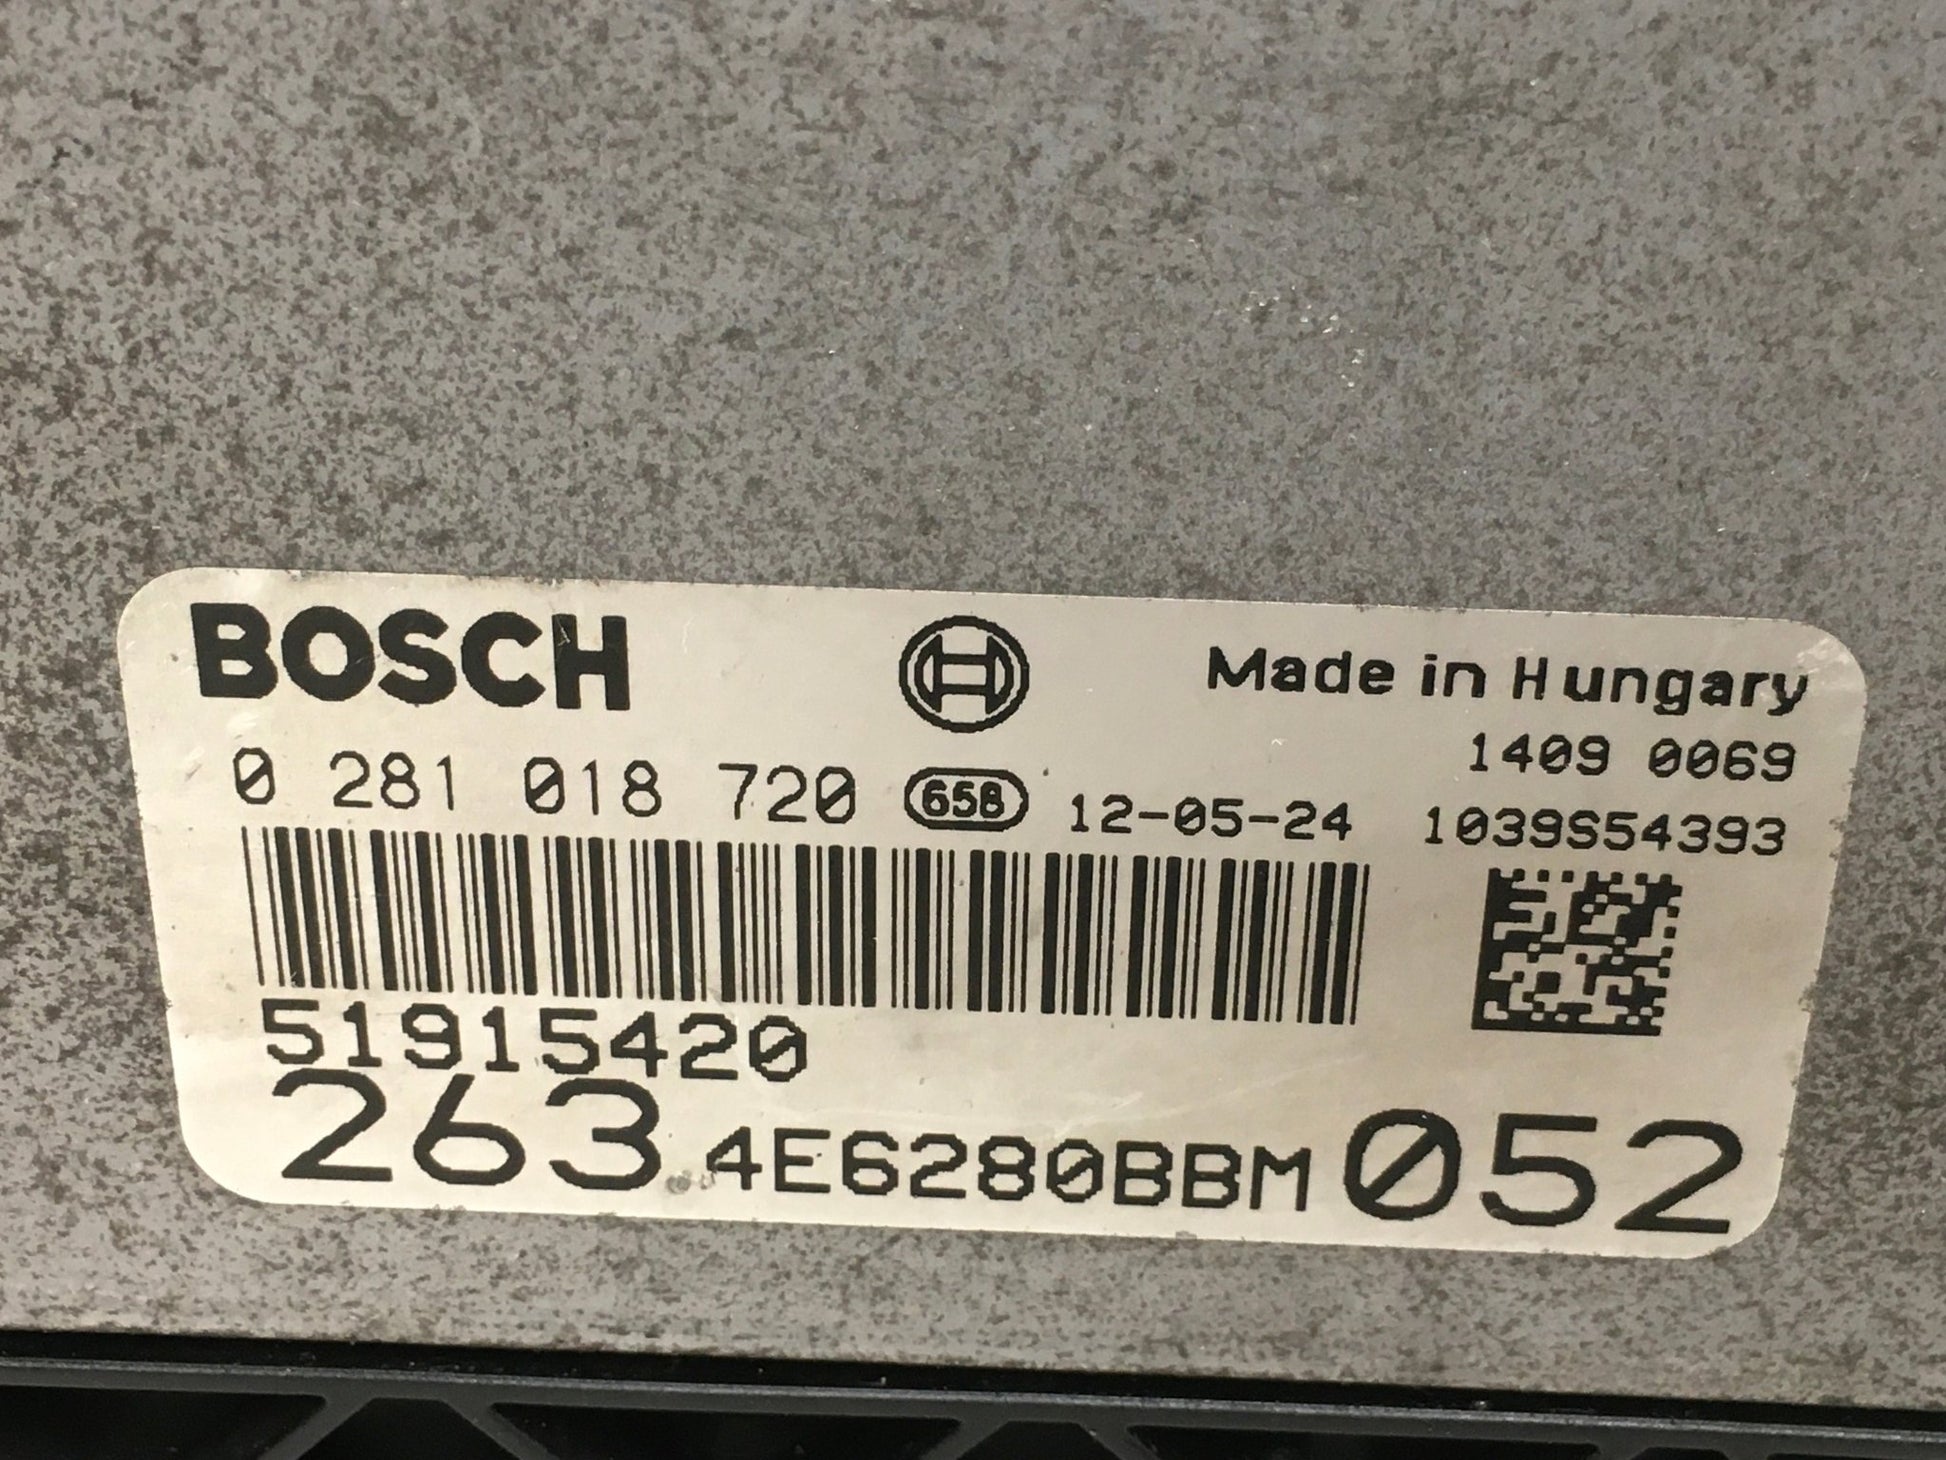 BOSCH Made in Hungary
1409 0069
0 281 018 720 658 12-05-24 1039S54393
51915420
263 4E6280BBM 052